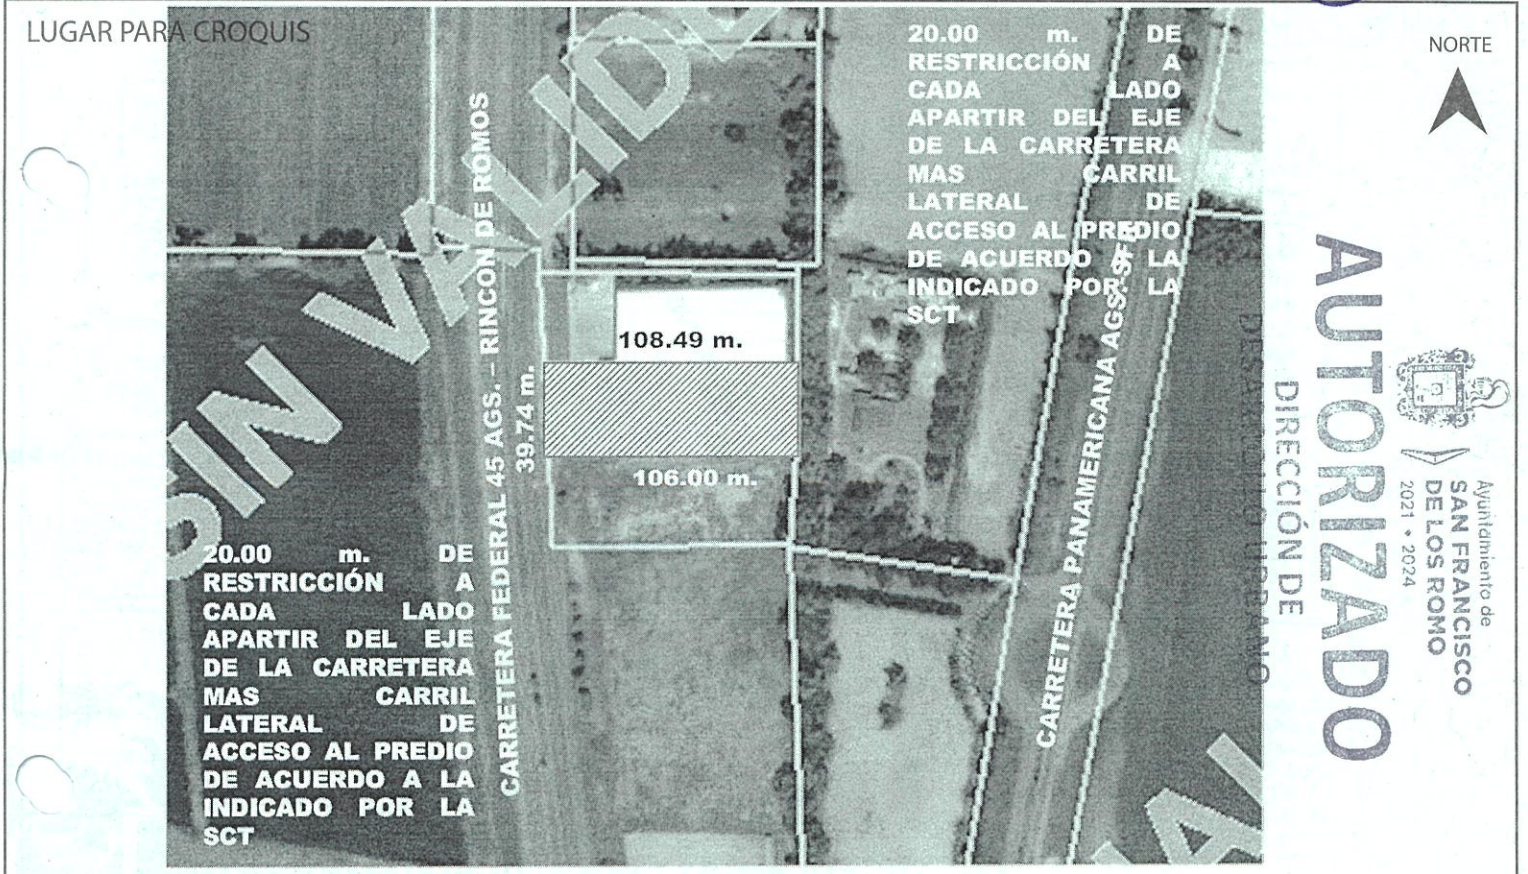 LUGAR PARA CROQUIS
NORTE
20.00 m. DE
RESTRICCIÓN A
CADA LADO
APARTIR DEL EJE
DE LA CARRETERA
MAS CARRIL
LATERAL DE
ACCESO AL PREDIO
DE ACUERDO A LA
INDICADO POR LA
SCT
SIN VALIDE
CARRETERA FEDERAL 45 AGS. – RINCON DE ROMOS
108.49 m.
39.74 m.
106.00 m.
CARRETERA PANAMERICANA AGS.-SFR
20.00 m. DE
RESTRICCIÓN A
CADA LADO
APARTIR DEL EJE
DE LA CARRETERA
MAS CARRIL
LATERAL DE
ACCESO AL PREDIO
DE ACUERDO A LA
INDICADO POR LA
SCT
Ayuntamiento de
SAN FRANCISCO
DE LOS ROMO
2021 • 2024
AUTORIZADO
DIRECCIÓN DE
DESARROLLO URBANO